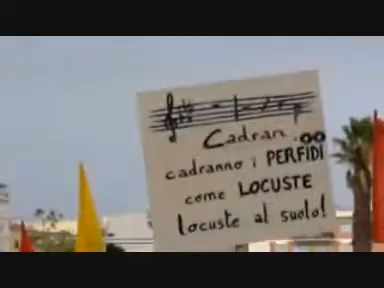 Cadran..
cadranno i PERFIDI
come LOCUSTE
locuste al suolo!